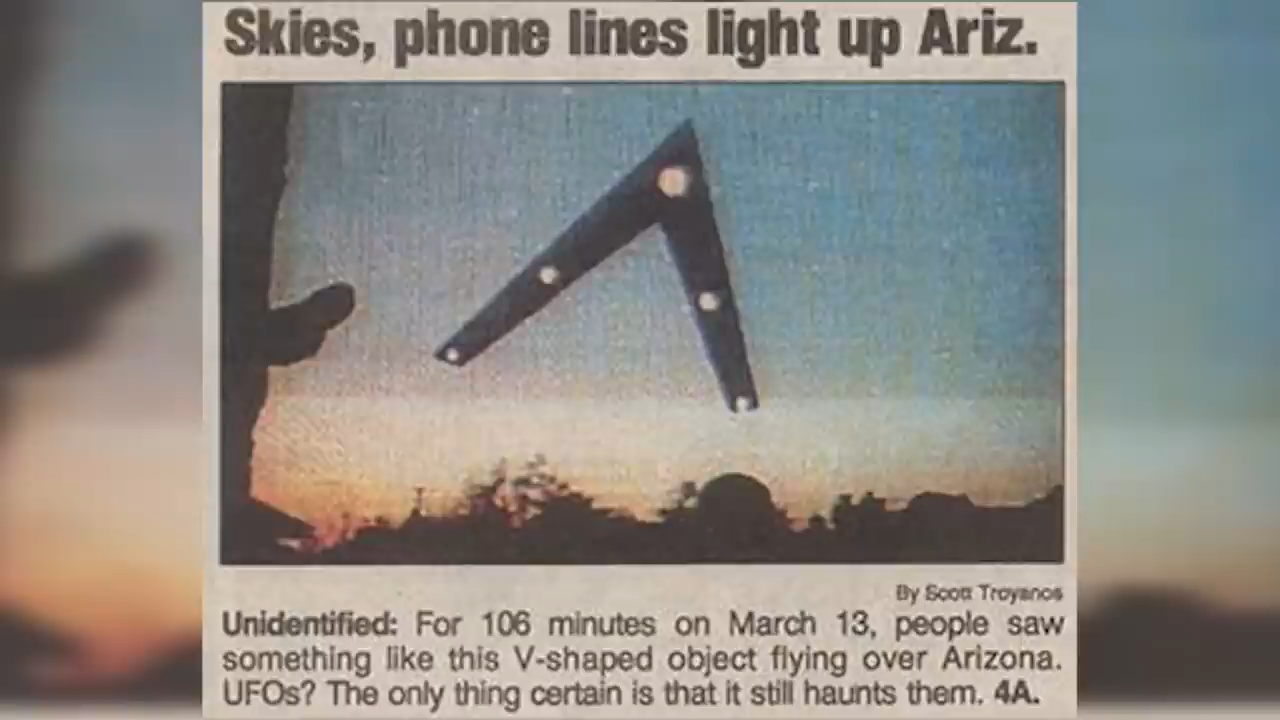 Skies, phone lines light up Ariz.
By Scott Troyanos
Unidentified: For 106 minutes on March 13, people saw
something like this V-shaped object flying over Arizona.
UFOs? The only thing certain is that it still haunts them. 4A.